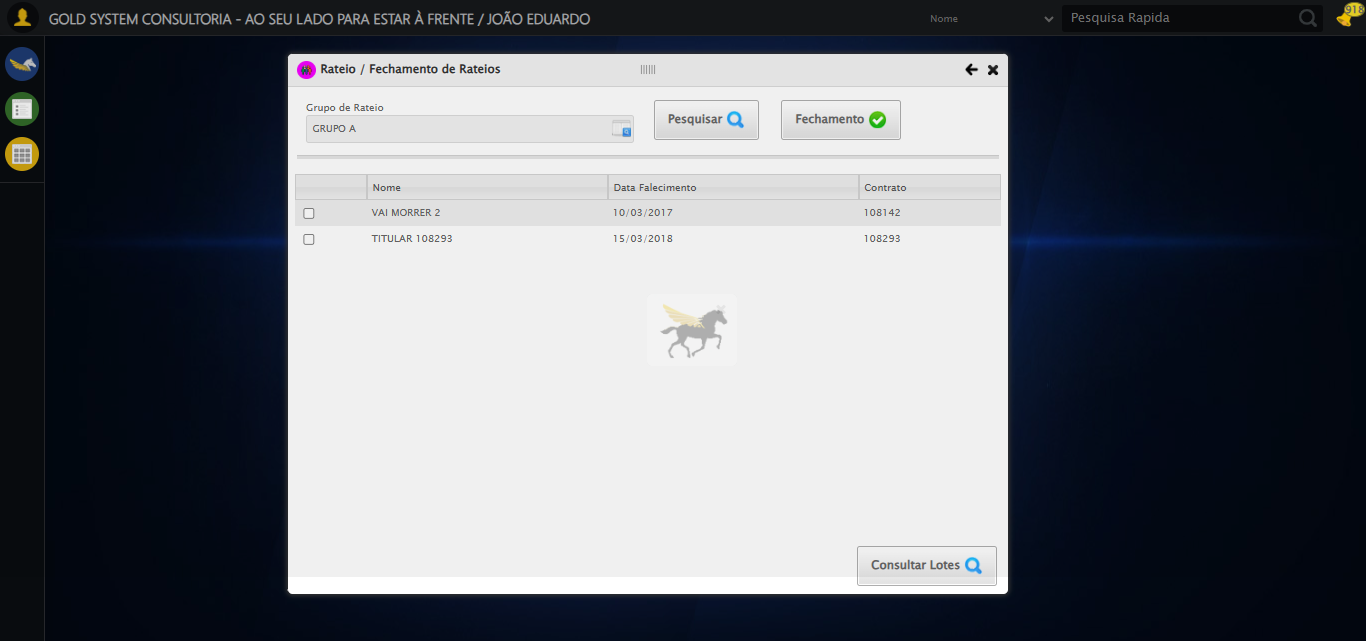 GOLD SYSTEM CONSULTORIA - AO SEU LADO PARA ESTAR À FRENTE / JOÃO EDUARDO
Nome
Pesquisa Rapida
918
Rateio / Fechamento de Rateios
Grupo de Rateio
GRUPO A
Pesquisar
Fechamento
Nome Data Falecimento Contrato
VAI MORRER 2 10/03/2017 108142
TITULAR 108293 15/03/2018 108293
Consultar Lotes